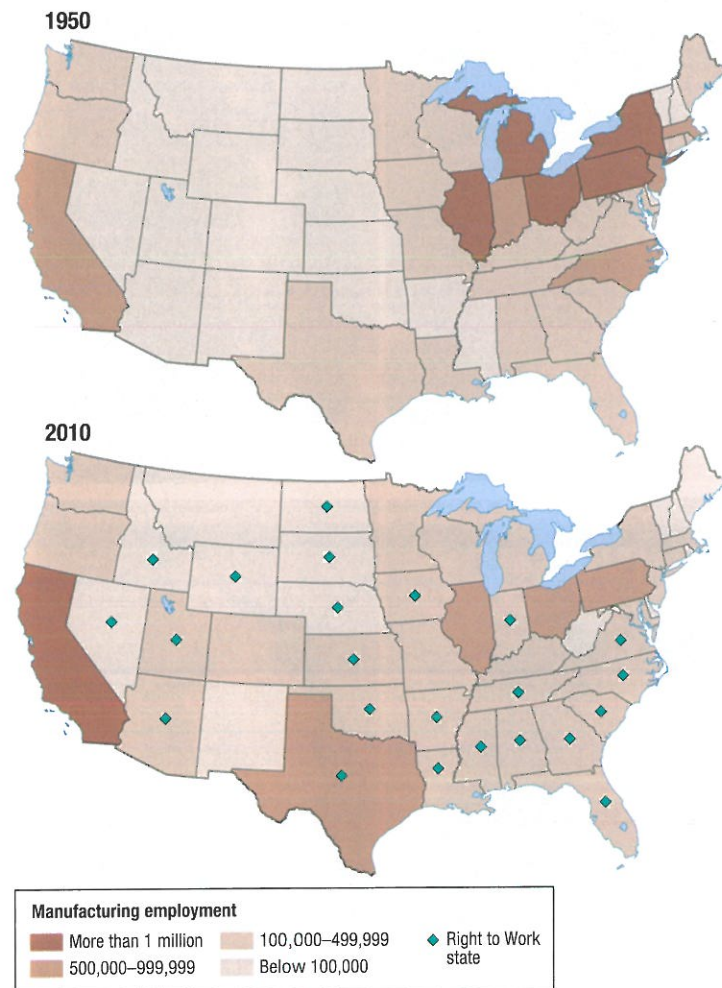 1950
2010
Manufacturing employment
More than 1 million
500,000–999,999
100,000–499,999
Below 100,000
Right to Work
state